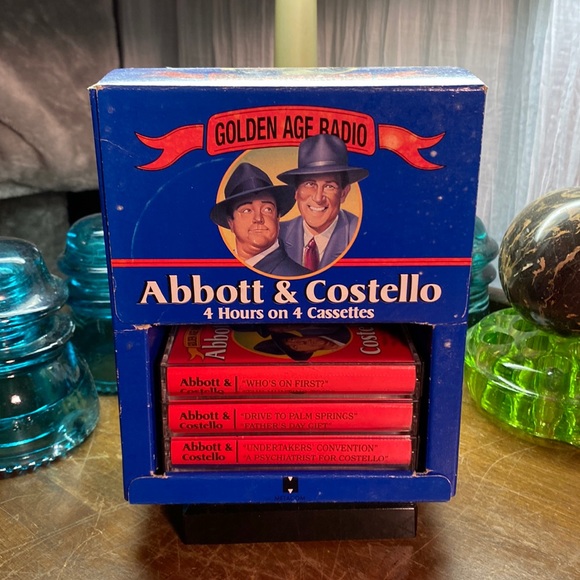 GOLDEN AGE RADIO
Abbott & Costello
4 Hours on 4 Cassettes
Abbott
Costello
Abbott & Costello
"WHO'S ON FIRST?"
Abbott & Costello
"DRIVE TO PALM SPRINGS"
"FATHER'S DAY GIFT"
Abbott & Costello
"UNDERTAKERS' CONVENTION"
"A PSYCHIATRIST FOR COSTELLO"